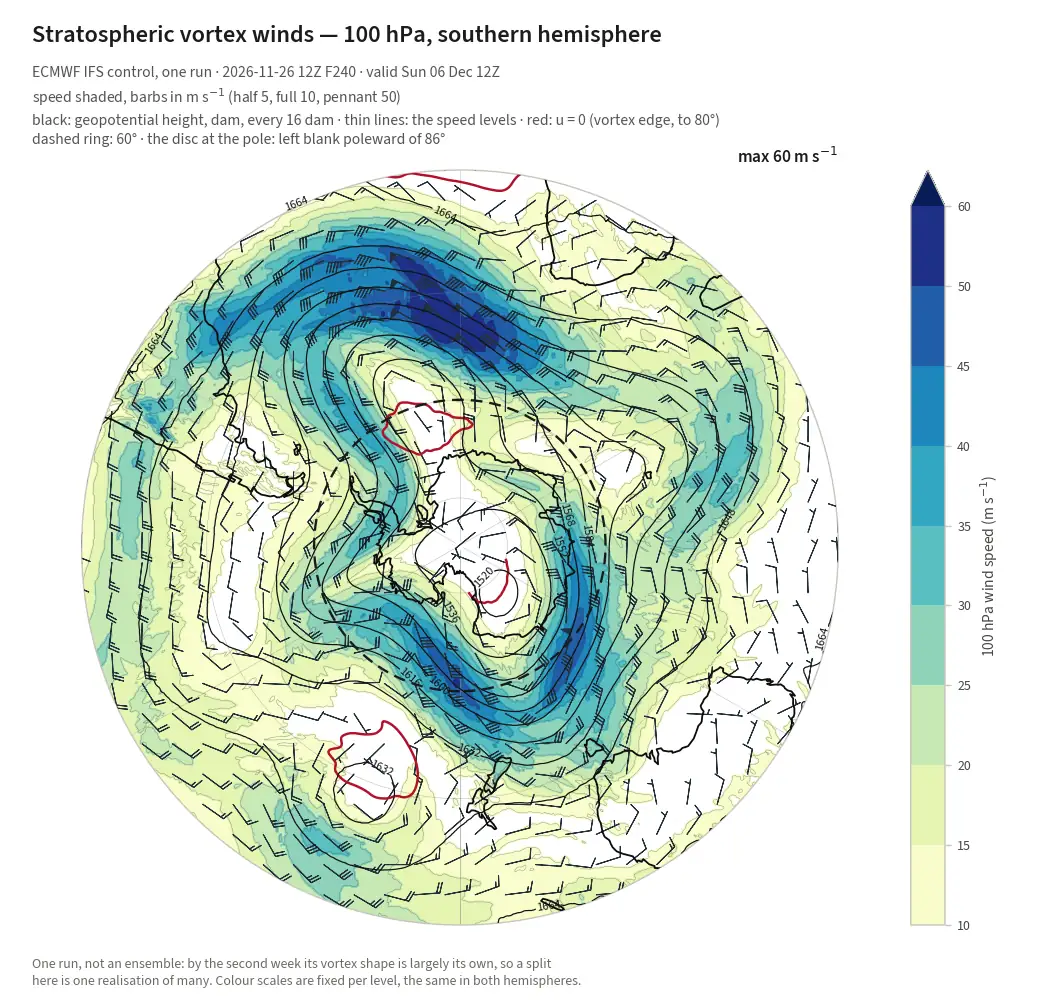 Stratospheric vortex winds — 100 hPa, southern hemisphere
ECMWF IFS control, one run · 2026-11-26 12Z F240 · valid Sun 06 Dec 12Z
speed shaded, barbs in m s⁻¹ (half 5, full 10, pennant 50)
black: geopotential height, dam, every 16 dam · thin lines: the speed levels · red: u = 0 (vortex edge, to 80°)
dashed ring: 60° · the disc at the pole: left blank poleward of 86°
max 60 m s⁻¹
1664
1664
1664
1648
1568
1552
1520
1536
1664
1616
1632
1632
1664
60
50
45
40
35
30
25
20
15
10
100 hPa wind speed (m s⁻¹)
One run, not an ensemble: by the second week its vortex shape is largely its own, so a split
here is one realisation of many. Colour scales are fixed per level, the same in both hemispheres.